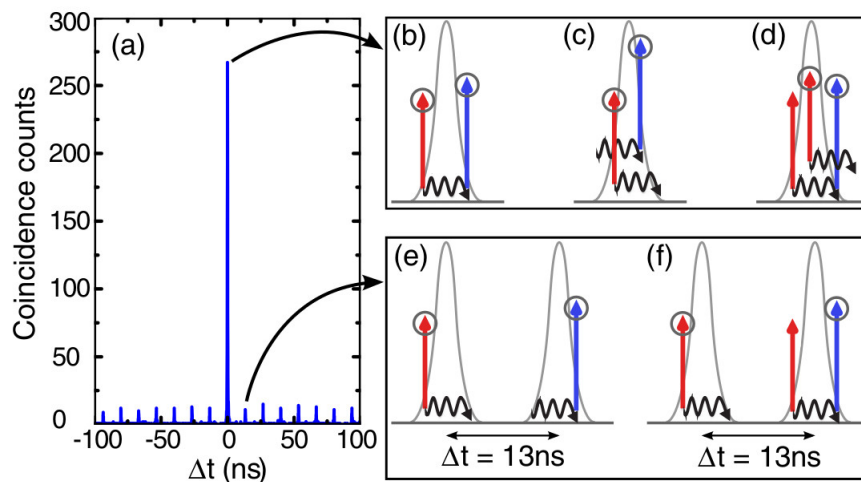 300
250
200
150
100
50
0
-100
-50
0
50
100
Coincidence counts
Δt (ns)
(a)
(b)
(c)
(d)
(e)
(f)
Δt = 13ns
Δt = 13ns